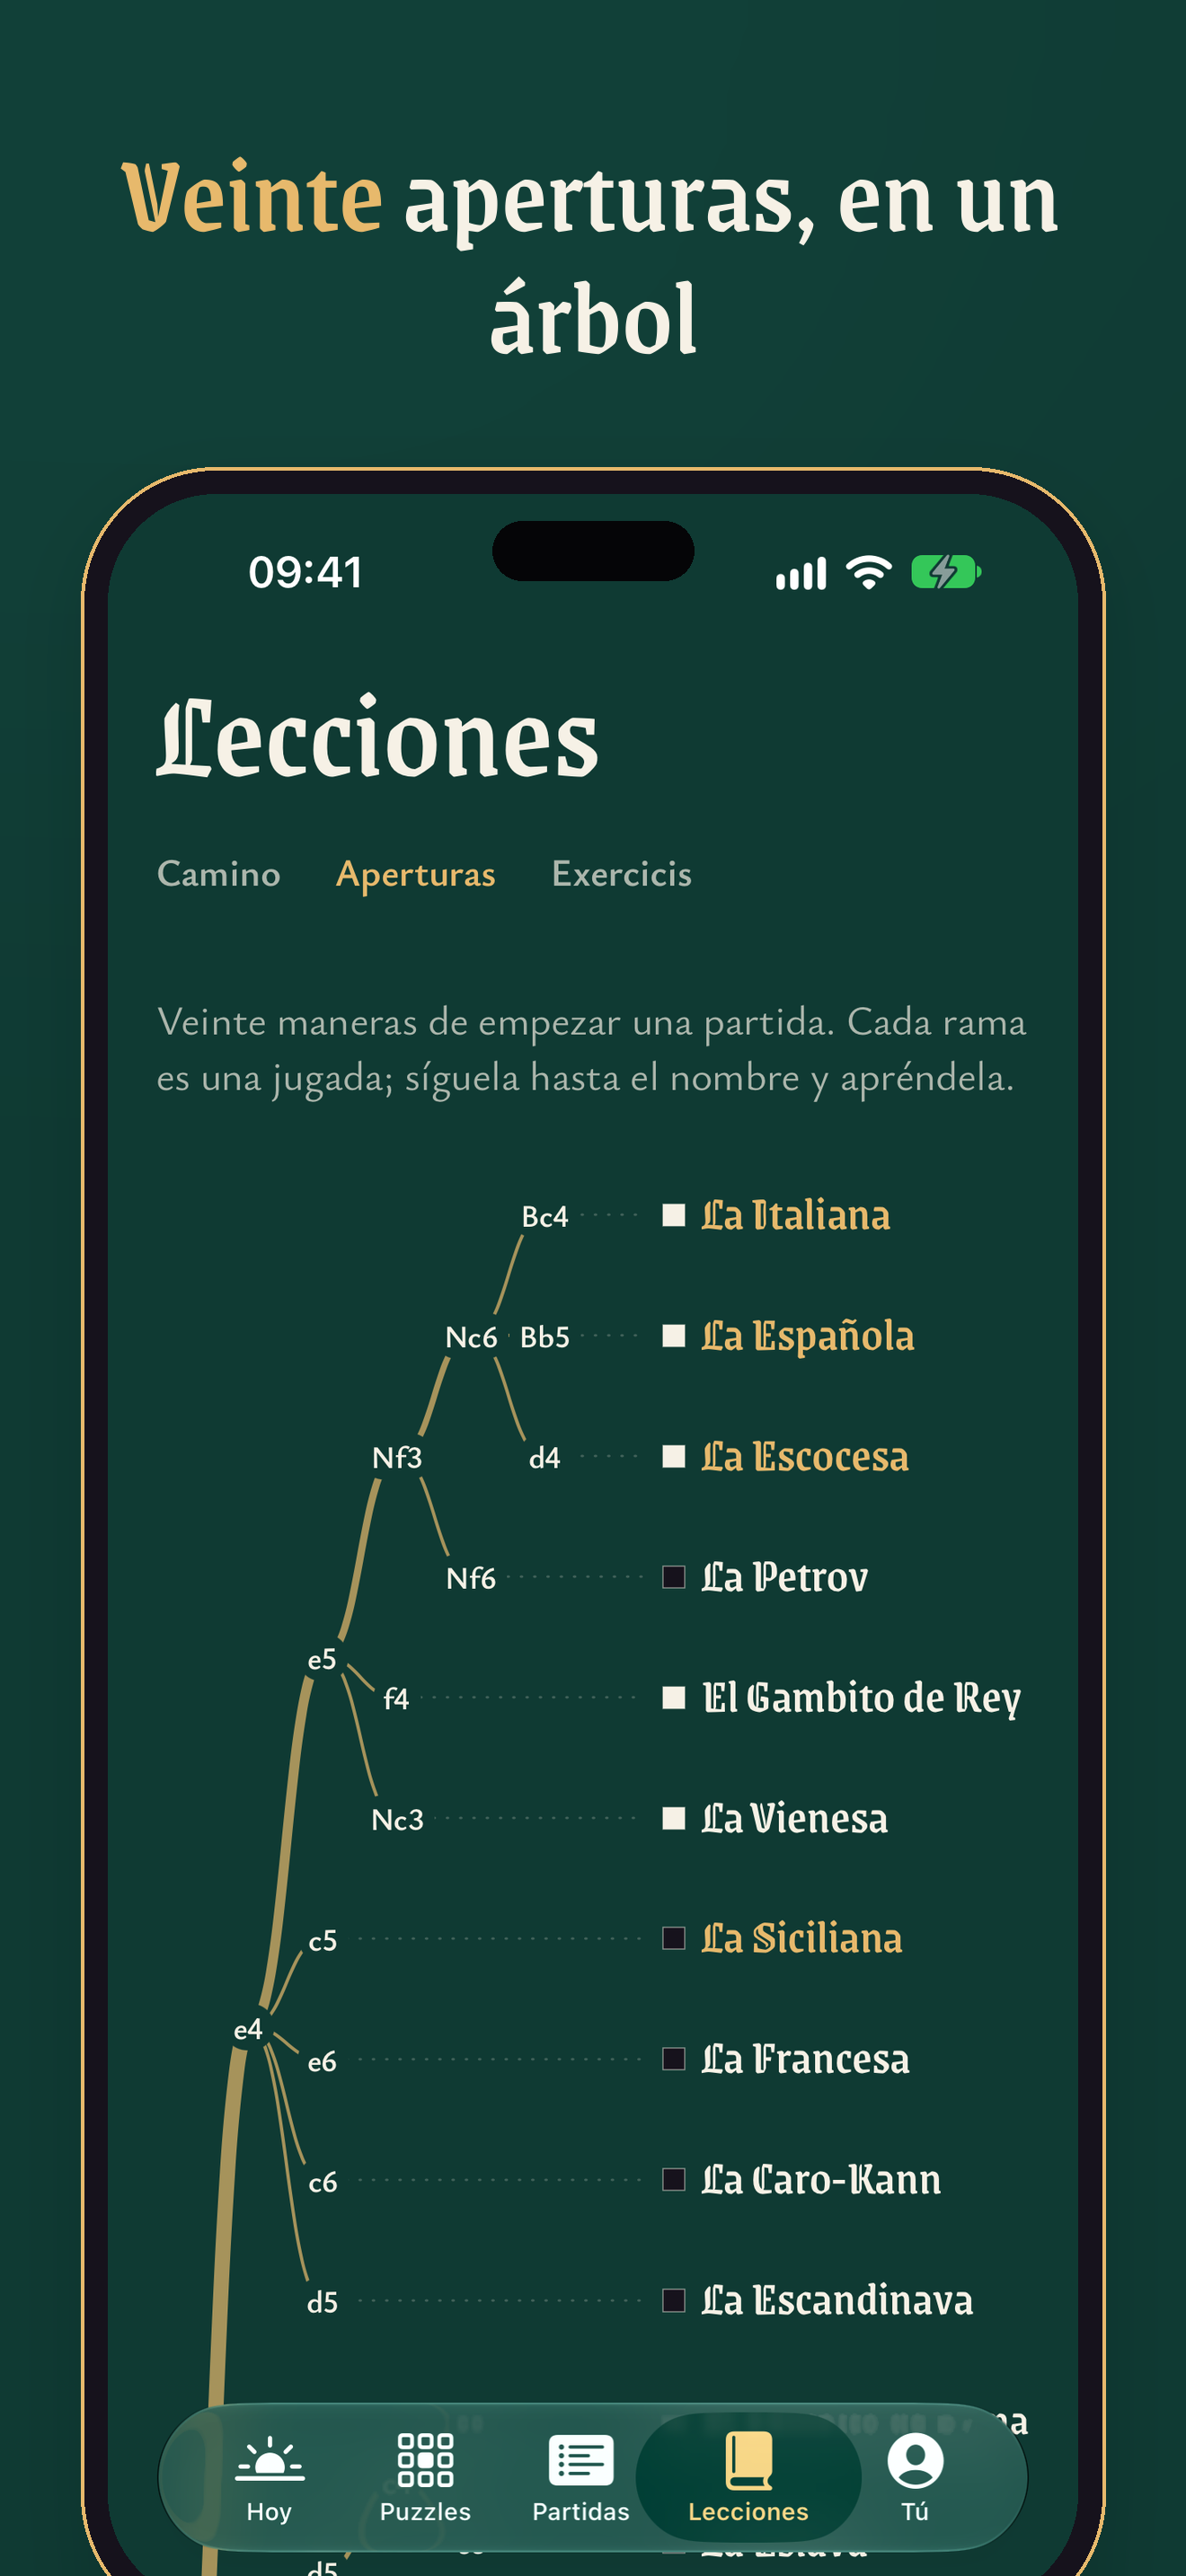 Veinte aperturas, en un
árbol
09:41
Lecciones
Camino Aperturas Exercicis
Veinte maneras de empezar una partida. Cada rama
es una jugada; síguela hasta el nombre y apréndela.
Bc4 La Italiana
Nc6 Bb5 La Española
Nf3 d4 La Escocesa
Nf6 La Petrov
e5
f4 El Gambito de Rey
Nc3 La Vienesa
c5 La Siciliana
e4
e6 La Francesa
c6 La Caro-Kann
d5 La Escandinava
Hoy Puzzles Partidas Lecciones Tú
d5